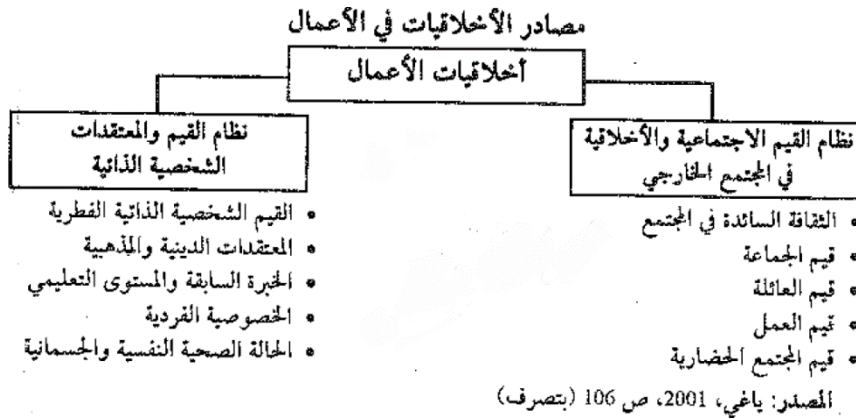 مصادر الأخلاقيات في الأعمال
أخلاقيات الأعمال
نظام القيم الاجتماعية والأخلاقية
في المجتمع الخارجي
• الثقافة السائدة في المجتمع
• قيم الجماعة
• قيم العائلة
• قيم العمل
• قيم المجتمع الحضارية
نظام القيم والمعتقدات
الشخصية الذاتية
• القيم الشخصية الذاتية الفطرية
• المعتقدات الدينية والمذهبية
• الخبرة السابقة والمستوى التعليمي
• الخصوصية الفردية
• الحالة الصحية النفسية والجسمانية
المصدر: ياغي، 2001، ص 106 (بتصرف)